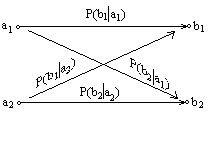 P(b₁|a₁)
a₁ b₁
P(b₁|a₂) P(b₂|a₁)
P(b₂|a₂)
a₂ b₂